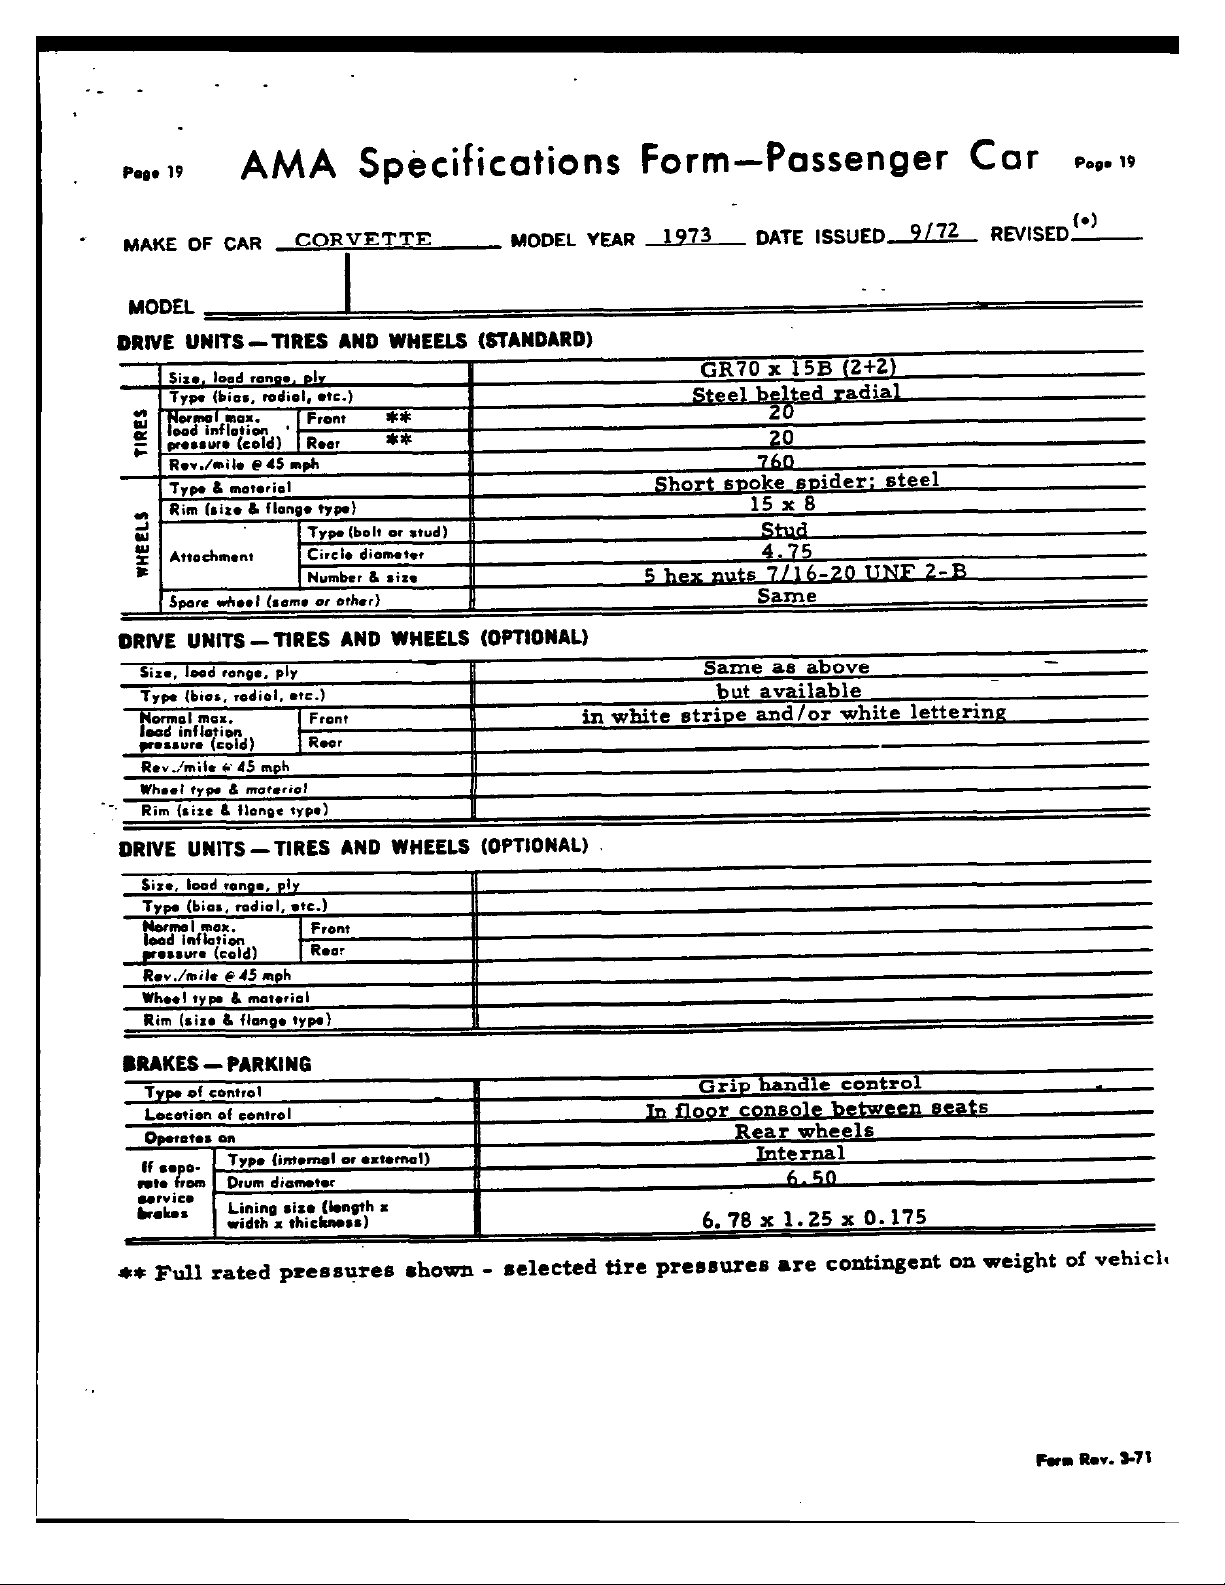 Page 19 AMA Specifications Form—Passenger Car Page 19
MAKE OF CAR CORVETTE MODEL YEAR 1973 DATE ISSUED 9/72 REVISED (•)
MODEL
DRIVE UNITS—TIRES AND WHEELS (STANDARD)
TIRES
Size, load range, ply GR70 x 15B (2+2)
Type (bias, radial, etc.) Steel belted radial
Normal max. load inflation pressure (cold) Front ** 20
Rear ** 20
Rev./mile @ 45 mph 760
WHEELS
Type & material Short spoke spider; steel
Rim (size & flange type) 15 x 8
Attachment Type (bolt or stud) Stud
Circle diameter 4.75
Number & size 5 hex nuts 7/16-20 UNF 2-B
Spare wheel (same or other) Same
DRIVE UNITS—TIRES AND WHEELS (OPTIONAL)
Size, load range, ply Same as above
Type (bias, radial, etc.) but available
Normal max. load inflation pressure (cold) Front in white stripe and/or white lettering
Rear
Rev./mile @ 45 mph
Wheel type & material
Rim (size & flange type)
DRIVE UNITS—TIRES AND WHEELS (OPTIONAL)
Size, load range, ply
Type (bias, radial, etc.)
Normal max. load inflation pressure (cold) Front
Rear
Rev./mile @ 45 mph
Wheel type & material
Rim (size & flange type)
BRAKES—PARKING
Type of control Grip handle control
Location of control In floor console between seats
Operates on Rear wheels
If separate from service brakes Type (internal or external) Internal
Drum diameter 6.50
Lining size (length x width x thickness) 6.78 x 1.25 x 0.175
** Full rated pressures shown - selected tire pressures are contingent on weight of vehicle
Form Rev. 3-71